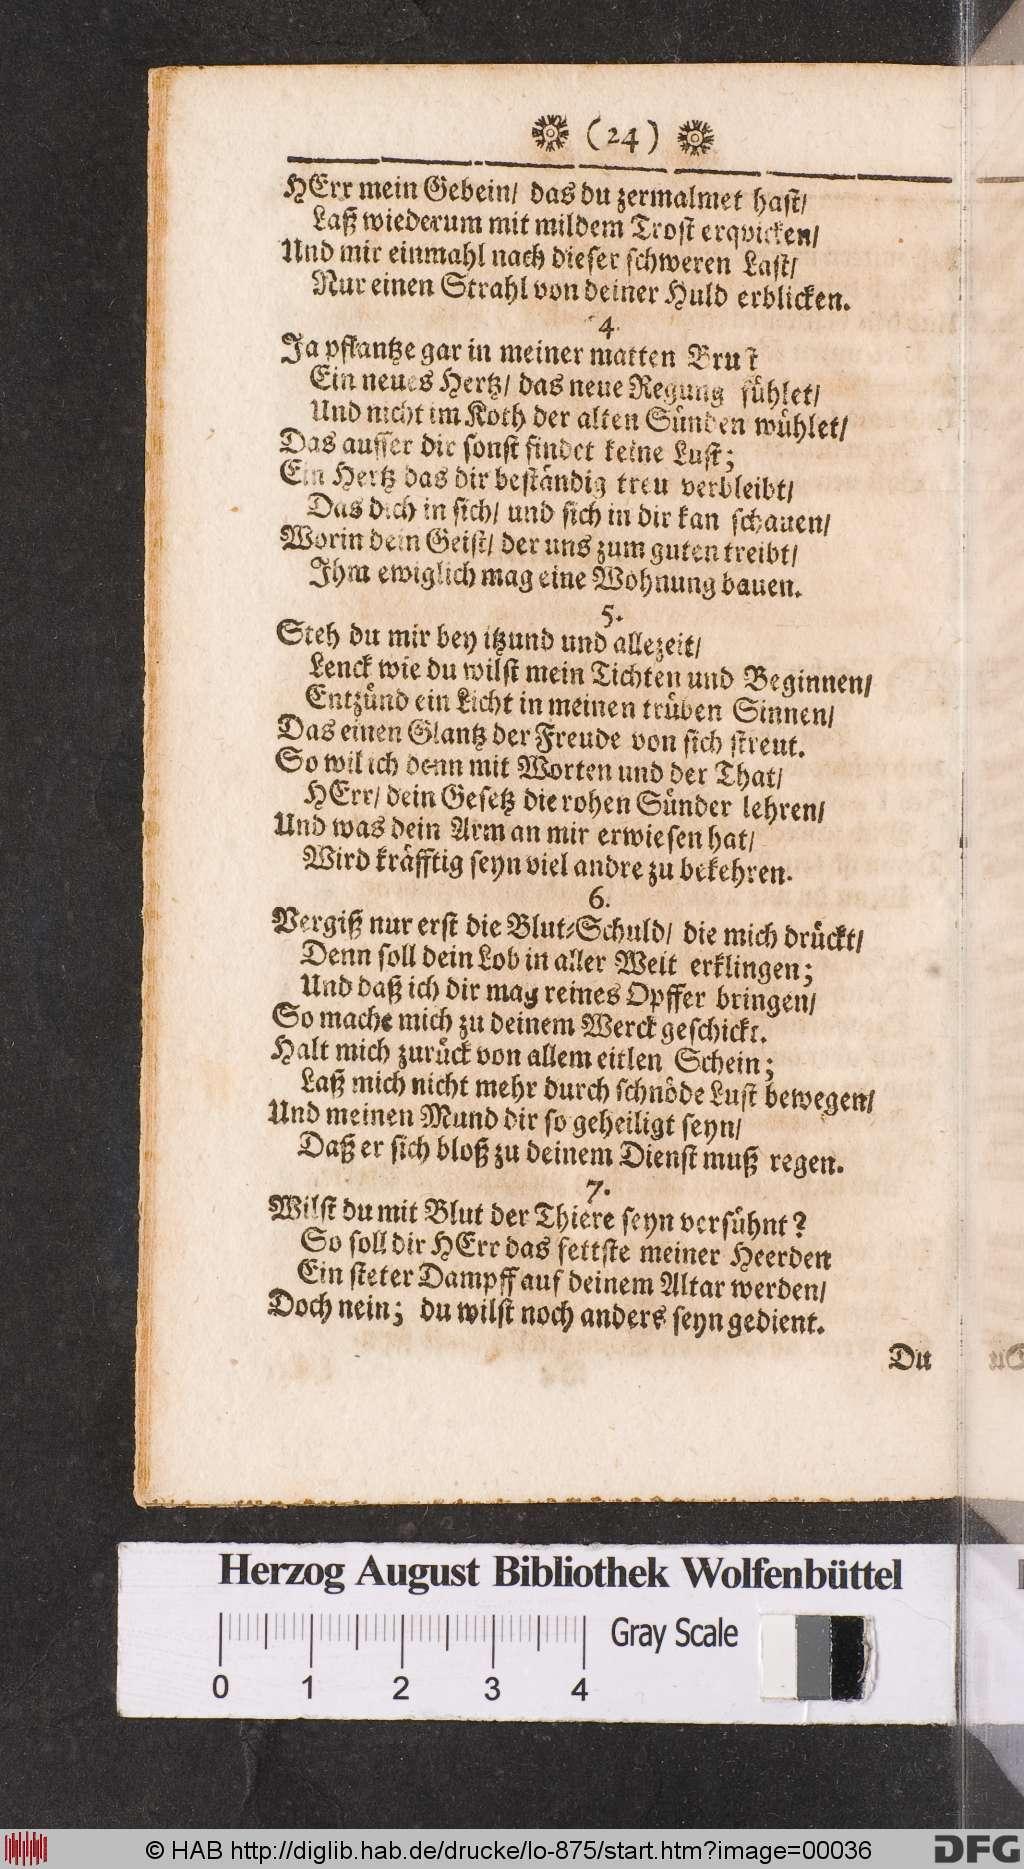 (24)
HErr mein Gebein/ das du zermalmet hast/
Laß wiederum mit mildem Trost erqvicken/
Und mir einmahl nach dieser schweren Last/
Nur einen Strahl von deiner Huld erblicken.
4.
Ja pflantze gar in meiner matten Brust
Ein neues Hertz/ das neue Regung fühlet/
Und nicht im Koth der alten Sünden wühlet/
Das ausser dir sonst findet keine Lust;
Ein Hertz das dir beständig treu verbleibt/
Das dich in sich/ und sich in dir kan schauen/
Worin dein Geist/ der uns zum guten treibt/
Ihm ewiglich mag eine Wohnung bauen.
5.
Steh du mir bey itzund und allezeit/
Lenck wie du wilst mein Tichten und Beginnen/
Entzünd ein Licht in meinen trüben Sinnen/
Das einen Glantz der Freude von sich streut.
So wil ich denn mit Worten und der That/
HErr/ dein Gesetz die rohen Sünder lehren/
Und was dein Arm an mir erwiesen hat/
Wird kräfftig seyn viel andre zu bekehren.
6.
Vergiß nur erst die Blut-Schuld/ die mich drückt/
Denn soll dein Lob in aller Welt erklingen;
Und daß ich dir mag reines Opffer bringen/
So mache mich zu deinem Werck geschickt.
Halt mich zurück von allem eitlen Schein;
Laß mich nicht mehr durch schnöde Lust bewegen/
Und meinen Mund dir so geheiligt seyn/
Daß er sich bloß zu deinem Dienst muß regen.
7.
Wilst du mit Blut der Thiere seyn versühnt?
So soll dir HErr das fettste meiner Heerden
Ein steter Dampff auf deinem Altar werden/
Doch nein; du wilst noch anders seyn gedient.
Du
Herzog August Bibliothek Wolfenbüttel
Gray Scale
0 1 2 3 4
© HAB http://diglib.hab.de/drucke/lo-875/start.htm?image=00036
DFG